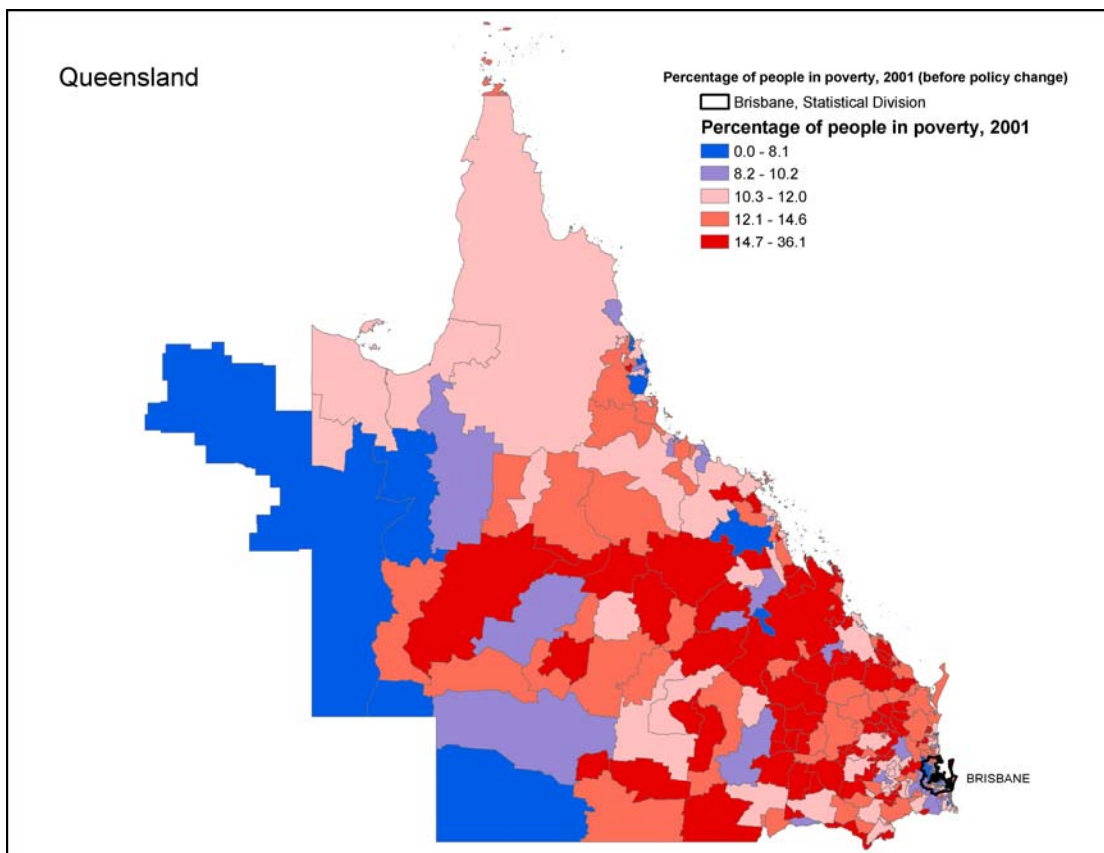 Queensland
Percentage of people in poverty, 2001 (before policy change)
Brisbane, Statistical Division
Percentage of people in poverty, 2001
0.0 - 8.1
8.2 - 10.2
10.3 - 12.0
12.1 - 14.6
14.7 - 36.1
BRISBANE